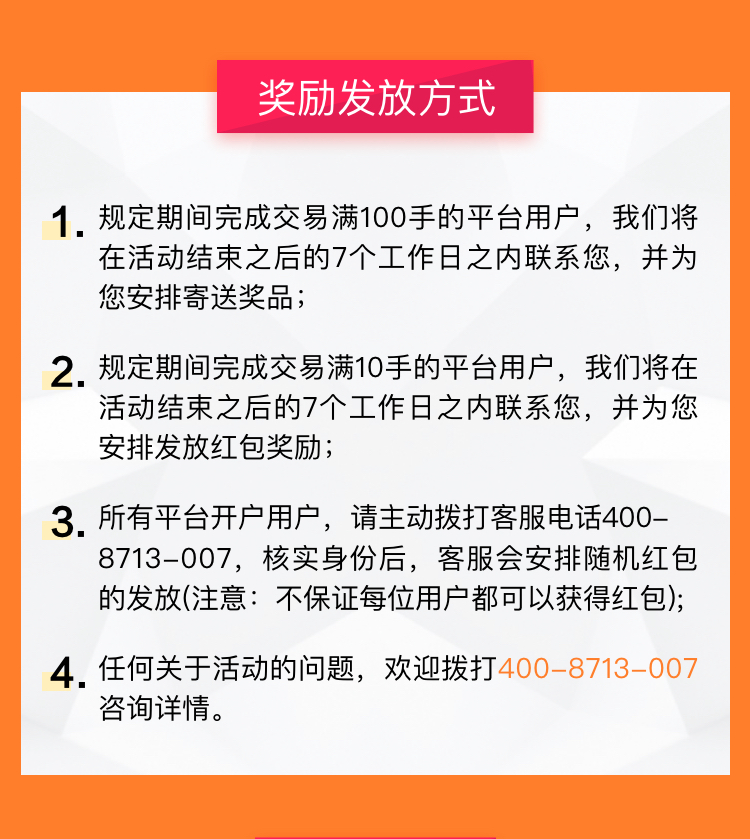 奖励发放方式
1. 规定期间完成交易满100手的平台用户，我们将
在活动结束之后的7个工作日之内联系您，并为
您安排寄送奖品；
2. 规定期间完成交易满10手的平台用户，我们将在
活动结束之后的7个工作日之内联系您，并为您
安排发放红包奖励；
3. 所有平台开户用户，请主动拨打客服电话400-
8713-007，核实身份后，客服会安排随机红包
的发放(注意：不保证每位用户都可以获得红包);
4. 任何关于活动的问题，欢迎拨打400-8713-007
咨询详情。